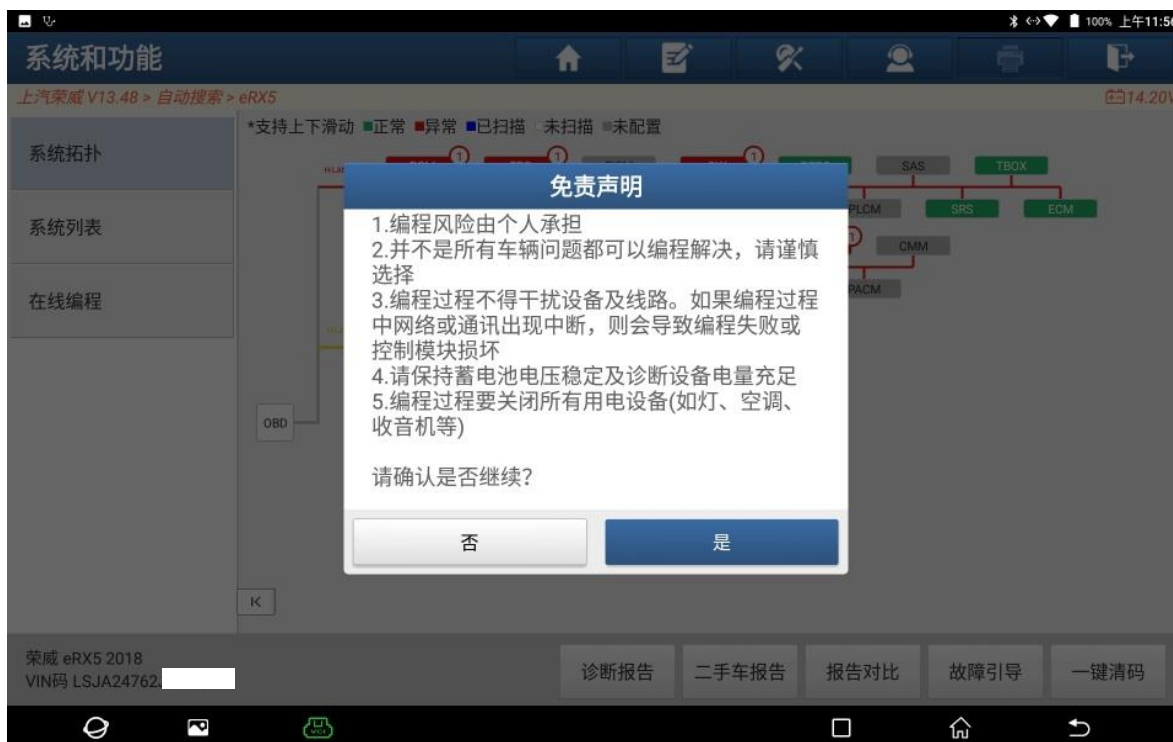 100% 上午11:56
系统和功能
上汽荣威 V13.48 > 自动搜索 > eRX5
14.20V
系统拓扑
系统列表
在线编程
*支持上下滑动 正常 异常 已扫描 未扫描 未配置
1
1
1
SAS
TBOX
PLCM
SRS
ECM
CMM
PACM
OBD
免责声明
1.编程风险由个人承担
2.并不是所有车辆问题都可以编程解决，请谨慎
选择
3.编程过程不得干扰设备及线路。如果编程过程
中网络或通讯出现中断，则会导致编程失败或
控制模块损坏
4.请保持蓄电池电压稳定及诊断设备电量充足
5.编程过程要关闭所有用电设备(如灯、空调、
收音机等)
请确认是否继续?
否
是
荣威 eRX5 2018
VIN码 LSJA24762
诊断报告
二手车报告
报告对比
故障引导
一键清码
VCI